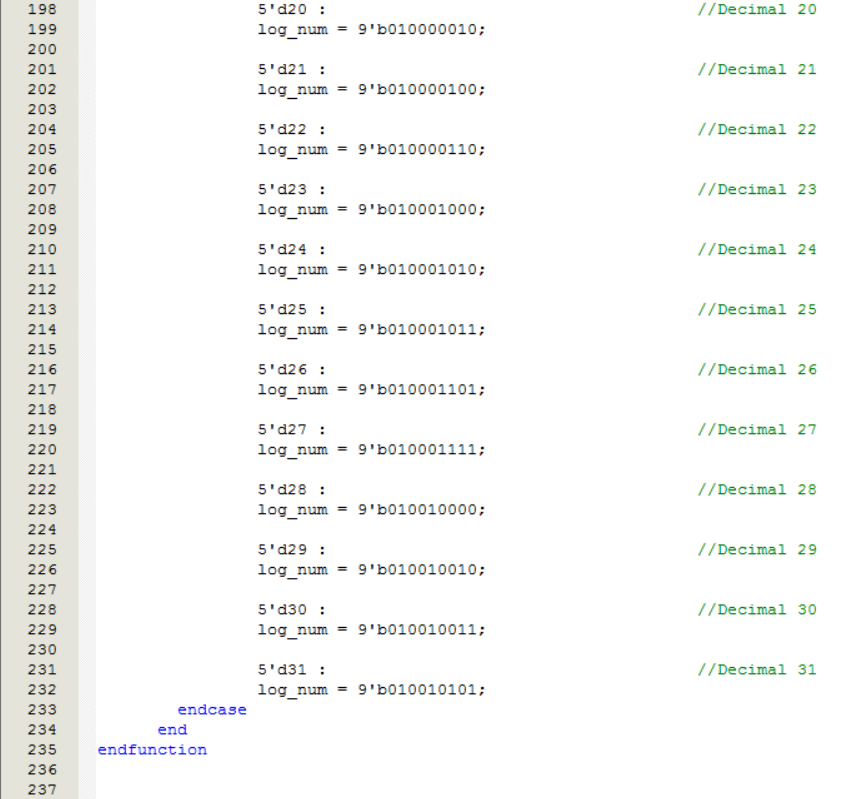 198 5'd20 : //Decimal 20
199 log_num = 9'b010000010;
200
201 5'd21 : //Decimal 21
202 log_num = 9'b010000100;
203
204 5'd22 : //Decimal 22
205 log_num = 9'b010000110;
206
207 5'd23 : //Decimal 23
208 log_num = 9'b010001000;
209
210 5'd24 : //Decimal 24
211 log_num = 9'b010001010;
212
213 5'd25 : //Decimal 25
214 log_num = 9'b010001011;
215
216 5'd26 : //Decimal 26
217 log_num = 9'b010001101;
218
219 5'd27 : //Decimal 27
220 log_num = 9'b010001111;
221
222 5'd28 : //Decimal 28
223 log_num = 9'b010010000;
224
225 5'd29 : //Decimal 29
226 log_num = 9'b010010010;
227
228 5'd30 : //Decimal 30
229 log_num = 9'b010010011;
230
231 5'd31 : //Decimal 31
232 log_num = 9'b010010101;
233 endcase
234 end
235 endfunction
236
237